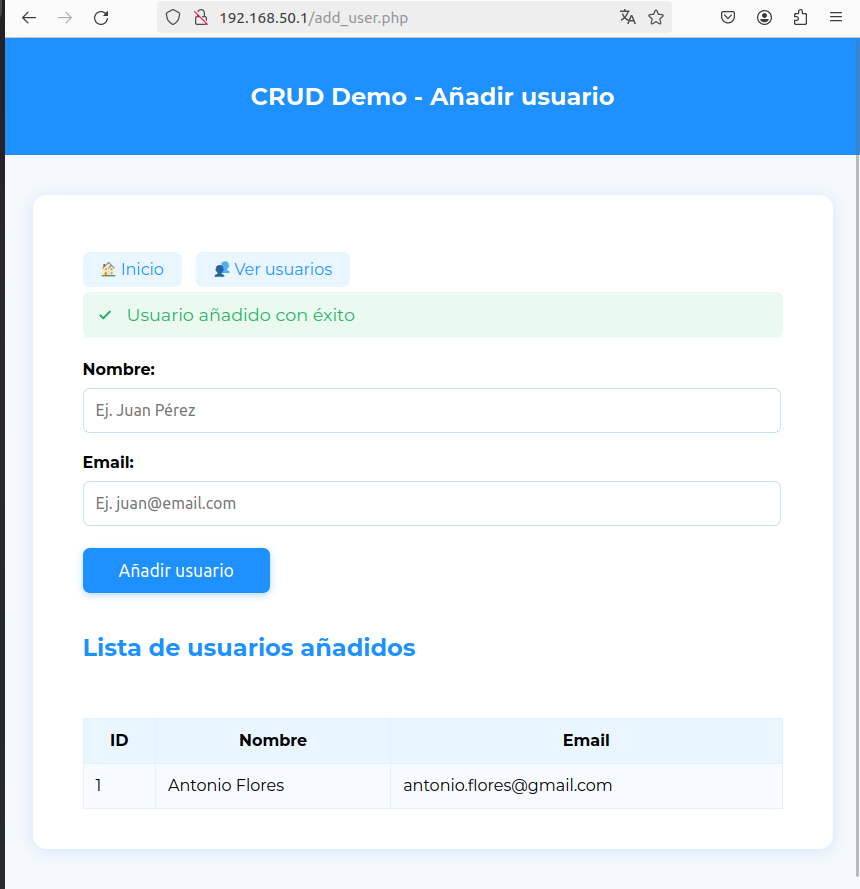 192.168.50.1/add_user.php
CRUD Demo - Añadir usuario
Inicio Ver usuarios
Usuario añadido con éxito
Nombre:
Ej. Juan Pérez
Email:
Ej. juan@email.com
Añadir usuario
Lista de usuarios añadidos
ID Nombre Email
1 Antonio Flores antonio.flores@gmail.com